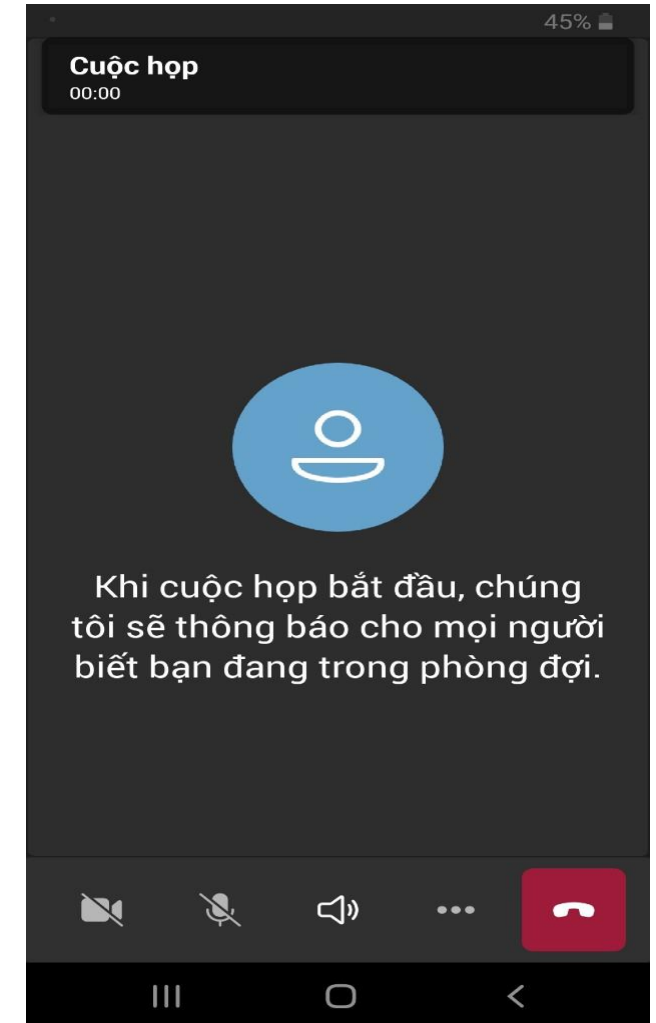 45%
Cuộc họp
00:00
Khi cuộc họp bắt đầu, chúng
tôi sẽ thông báo cho mọi người
biết bạn đang trong phòng đợi.